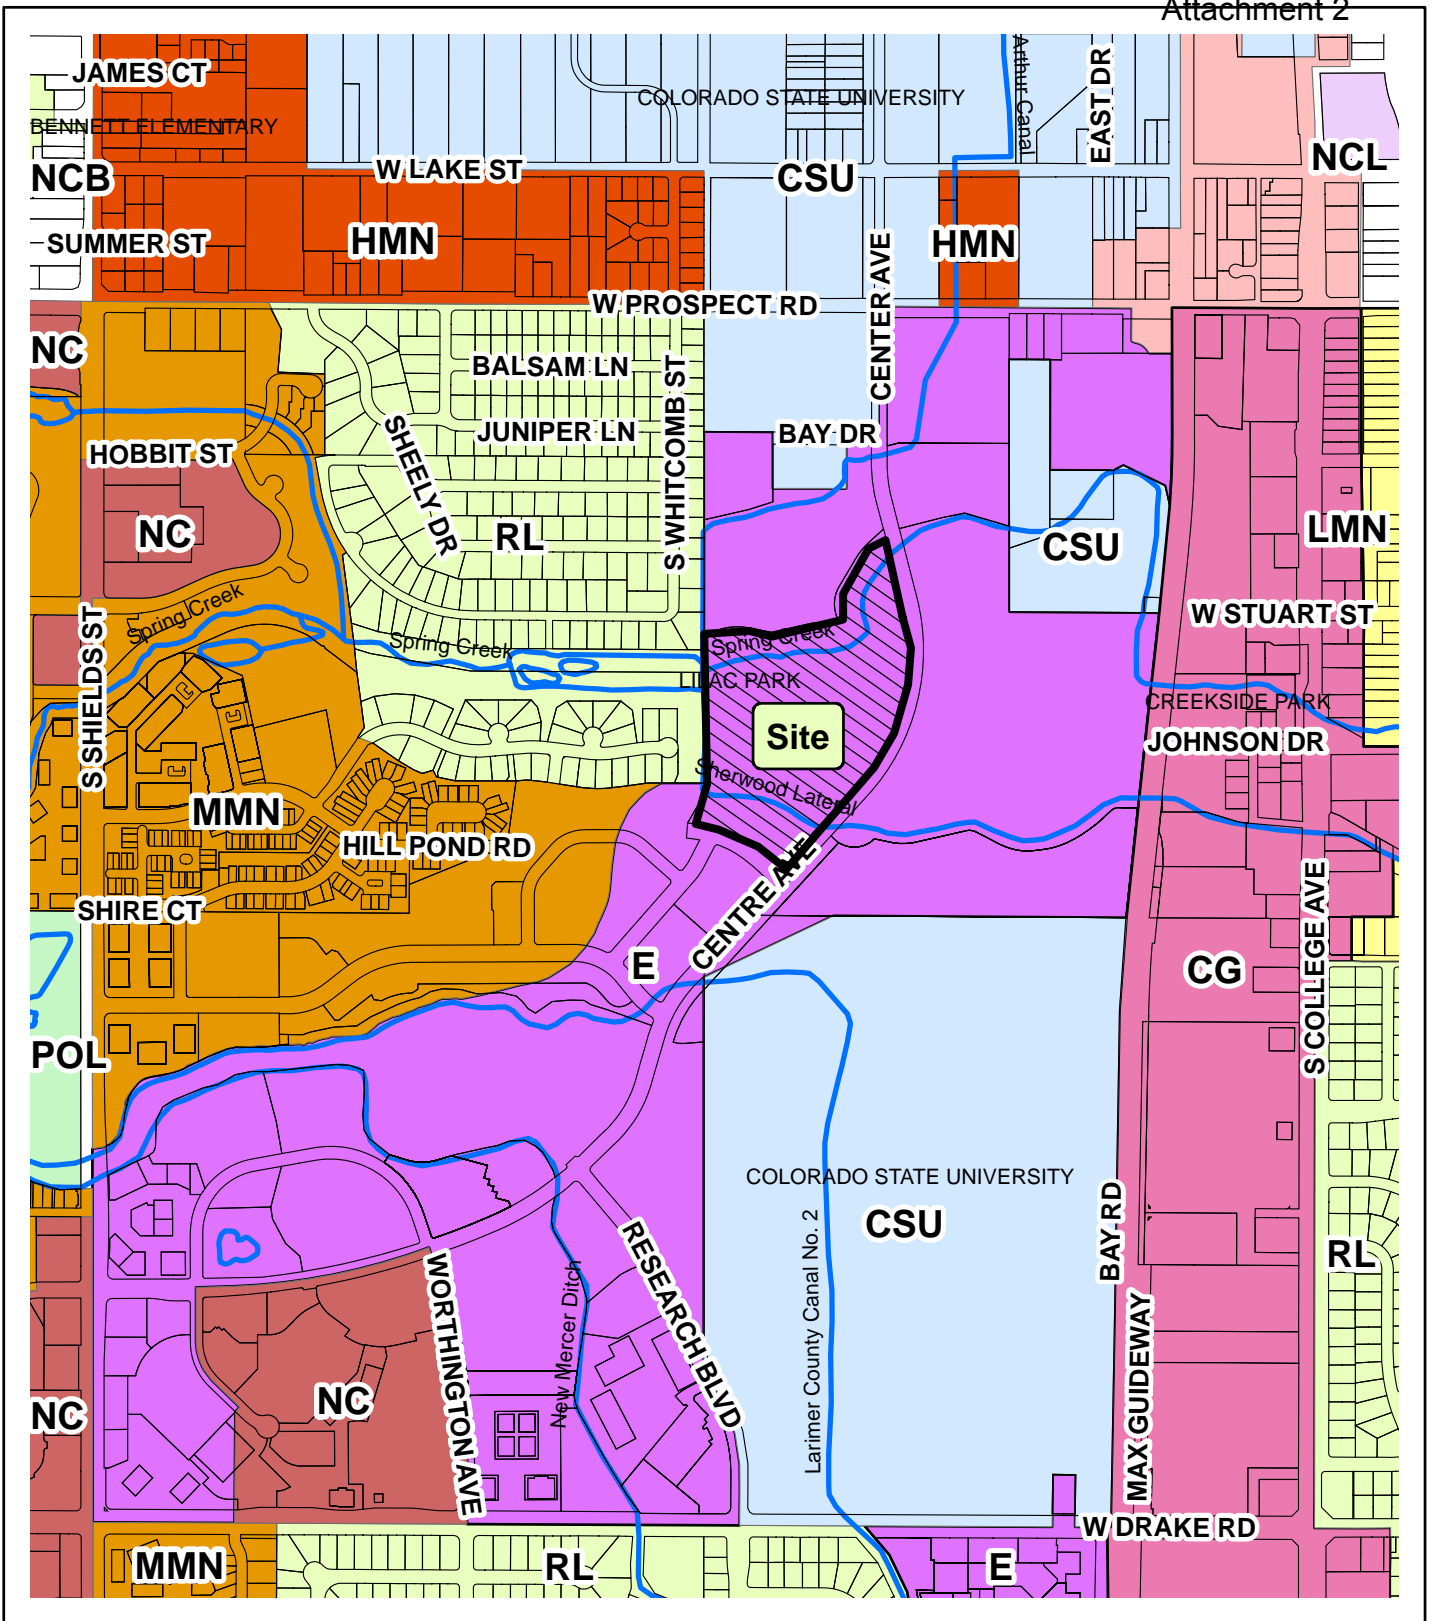 Attachment 2
JAMES CT
COLORADO STATE UNIVERSITY
Arthur Canal
EAST DR
BENNETT ELEMENTARY
NCB
W LAKE ST
CSU
NCL
SUMMER ST
HMN
HMN
W PROSPECT RD
CENTER AVE
NC
BALSAM LN
S WHITCOMB ST
HOBBIT ST
SHEELY DR
JUNIPER LN
BAY DR
NC
RL
CSU
LMN
Spring Creek
W STUART ST
S SHIELDS ST
Spring Creek
Spring Creek
LILAC PARK
CREEKSIDE PARK
Site
JOHNSON DR
Sherwood Lateral
MMN
HILL POND RD
SHIRE CT
CENTRE AVE
E
CG
S COLLEGE AVE
POL
COLORADO STATE UNIVERSITY
CSU
BAY RD
RL
Larimer County Canal No. 2
RESEARCH BLVD
WORTHINGTON AVE
New Mercer Ditch
MAX GUIDEWAY
NC
NC
W DRAKE RD
MMN
RL
E